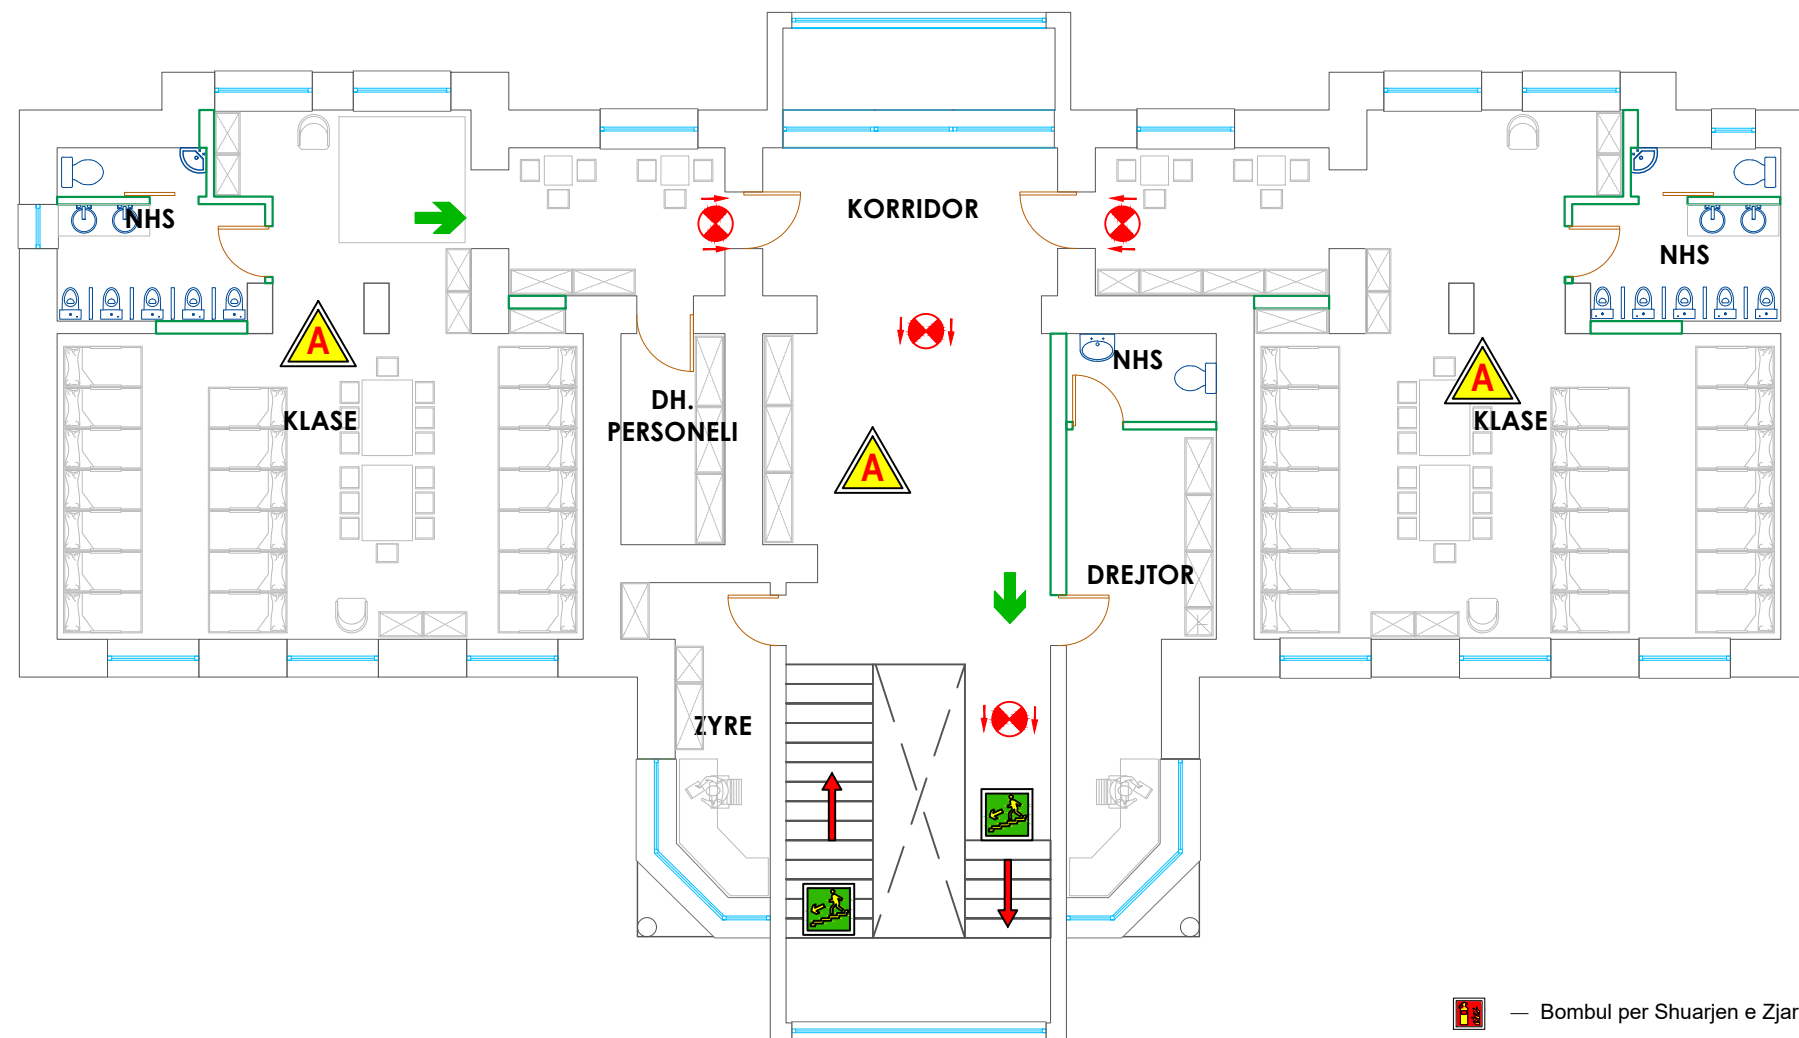 KORRIDOR
NHS
NHS
NHS
A
A
KLASE
DH.
PERSONELI
KLASE
A
DREJTOR
ZYRE
— Bombul per Shuarjen e Zjar